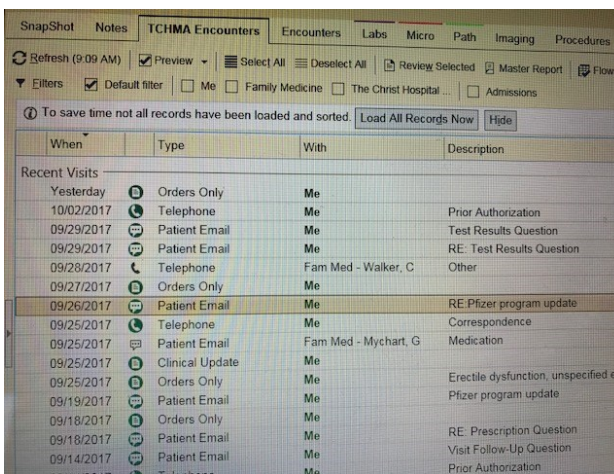 SnapShot Notes TCHMA Encounters Encounters Labs Micro Path Imaging Procedures
Refresh (9:09 AM) Preview Select All Deselect All Review Selected Master Report Flow
Filters Default filter Me Family Medicine The Christ Hospital ... Admissions
To save time not all records have been loaded and sorted. Load All Records Now Hide
When Type With Description
Recent Visits
Yesterday Orders Only Me
10/02/2017 Telephone Me Prior Authorization
09/29/2017 Patient Email Me Test Results Question
09/29/2017 Patient Email Me RE: Test Results Question
09/28/2017 Telephone Fam Med - Walker, C Other
09/27/2017 Orders Only Me
09/26/2017 Patient Email Me RE:Pfizer program update
09/25/2017 Telephone Me Correspondence
09/25/2017 Patient Email Fam Med - Mychart, G Medication
09/25/2017 Clinical Update Me
09/25/2017 Orders Only Me Erectile dysfunction, unspecified e
09/19/2017 Patient Email Me Pfizer program update
09/18/2017 Orders Only Me
09/18/2017 Patient Email Me RE: Prescription Question
09/14/2017 Patient Email Me Visit Follow-Up Question
Me Prior Authorization